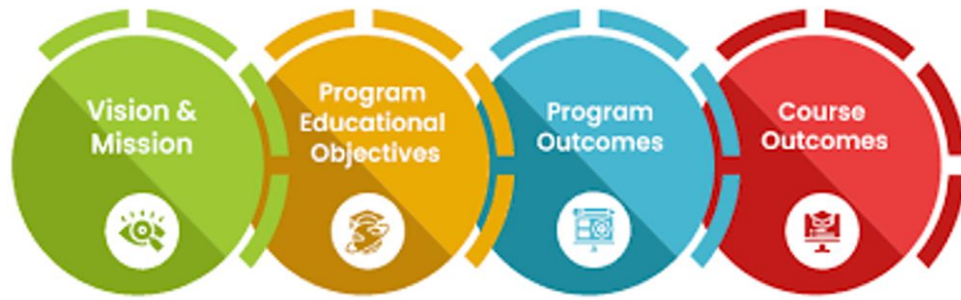 Vision &
Mission
Program
Educational
Objectives
Program
Outcomes
Course
Outcomes